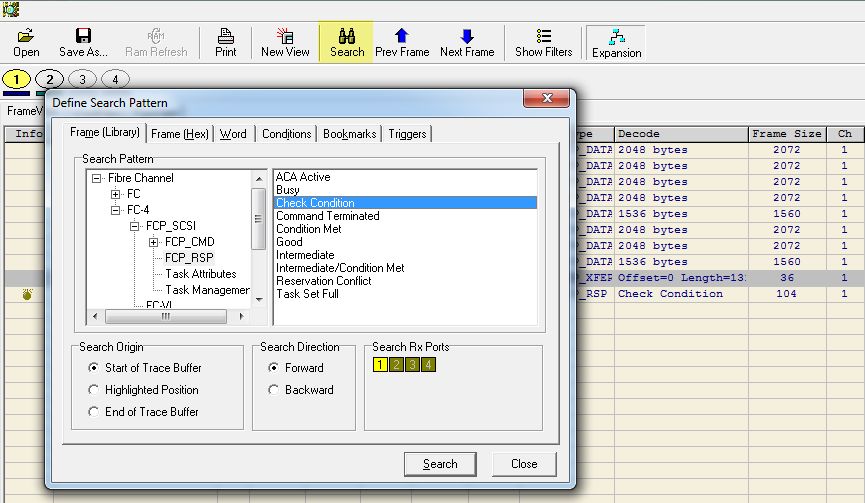 Open Save As... Ram Refresh Print New View Search Prev Frame Next Frame Show Filters Expansion
1 2 3 4
Define Search Pattern
FrameV
Frame (Library) Frame (Hex) Word Conditions Bookmarks Triggers
Info ype Decode Frame Size Ch
Search Pattern
Fibre Channel
FC
FC-4
FCP_SCSI
FCP_CMD
FCP_RSP
Task Attributes
Task Managemen
FC-VI
ACA Active
Busy
Check Condition
Command Terminated
Condition Met
Good
Intermediate
Intermediate/Condition Met
Reservation Conflict
Task Set Full
P_DATA 2048 bytes 2072 1
P_DATA 2048 bytes 2072 1
P_DATA 2048 bytes 2072 1
P_DATA 2048 bytes 2072 1
P_DATA 1536 bytes 1560 1
P_DATA 2048 bytes 2072 1
P_DATA 2048 bytes 2072 1
P_DATA 1536 bytes 1560 1
P_XFER Offset=0 Length=13 36 1
P_RSP Check Condition 104 1
Search Origin
Start of Trace Buffer
Highlighted Position
End of Trace Buffer
Search Direction
Forward
Backward
Search Rx Ports
1 2 3 4
Search Close